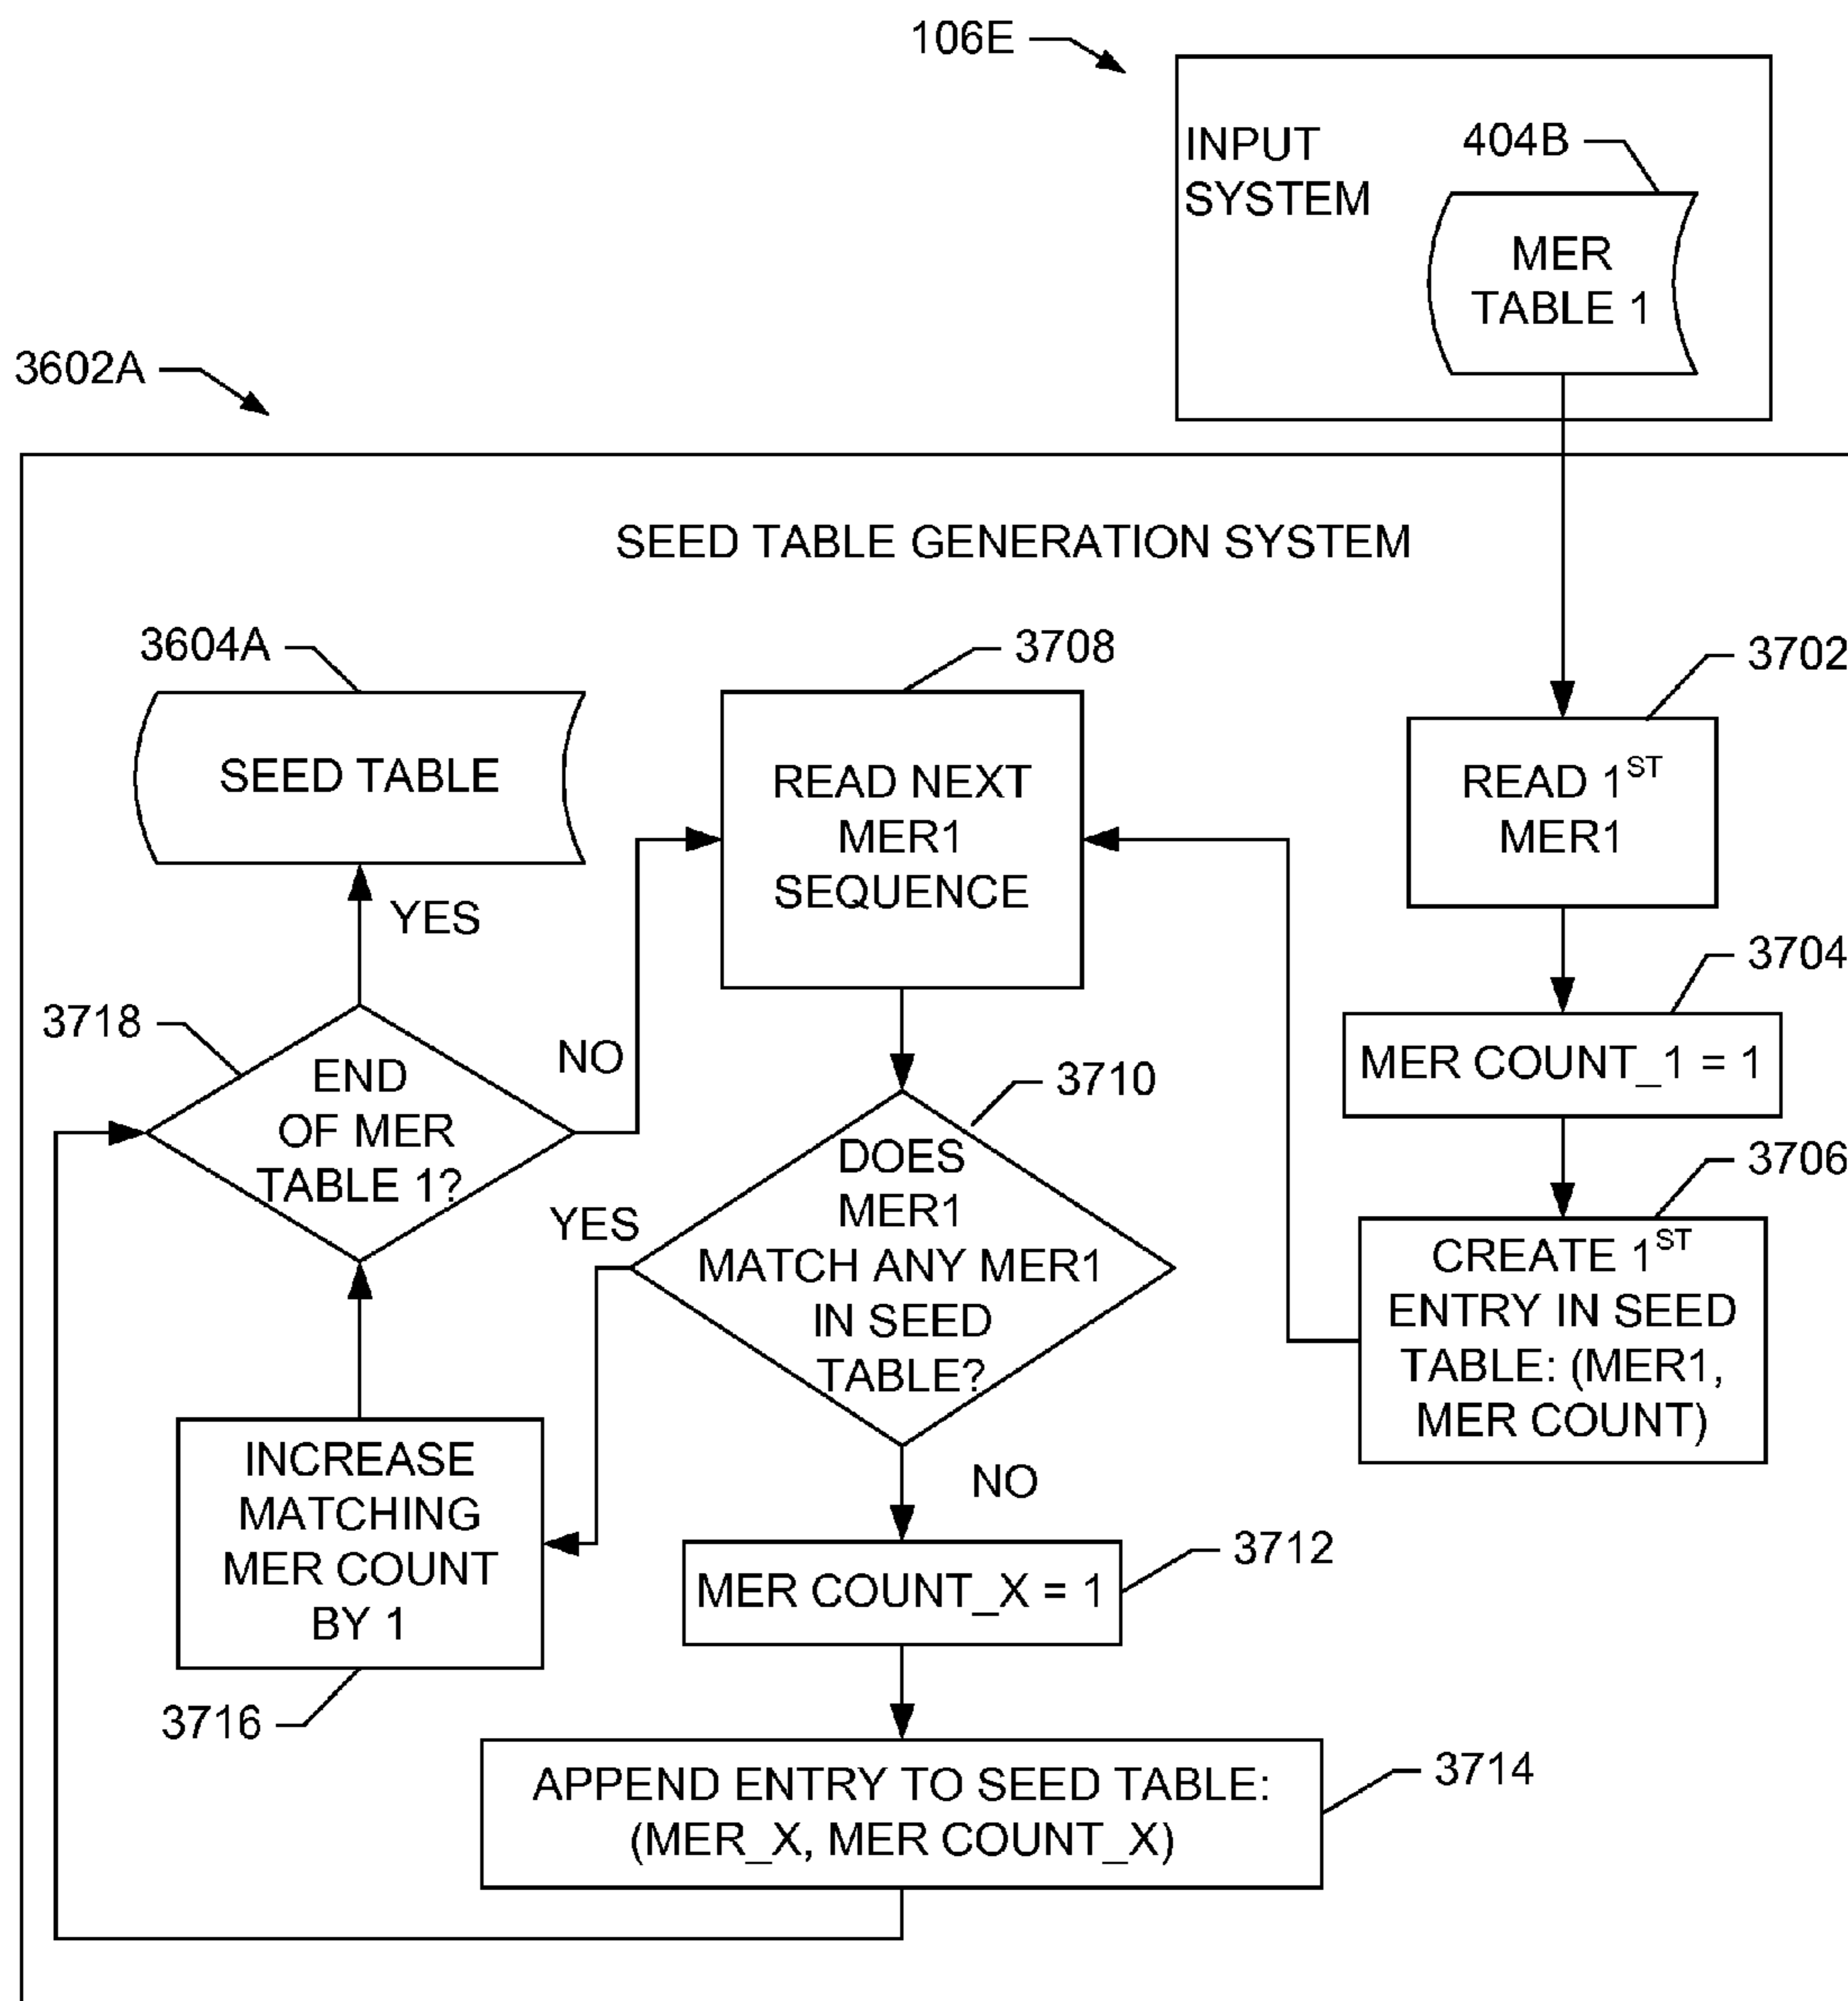 106E
INPUT
SYSTEM
404B
MER
TABLE 1
3602A
SEED TABLE GENERATION SYSTEM
3604A
SEED TABLE
3708
READ NEXT
MER1
SEQUENCE
3702
READ 1ST
MER1
YES
3704
MER COUNT_1 = 1
3718
END
OF MER
TABLE 1?
NO
3710
DOES
MER1
MATCH ANY MER1
IN SEED
TABLE?
YES
3706
CREATE 1ST
ENTRY IN SEED
TABLE: (MER1,
MER COUNT)
INCREASE
MATCHING
MER COUNT
BY 1
3716
NO
3712
MER COUNT_X = 1
3714
APPEND ENTRY TO SEED TABLE:
(MER_X, MER COUNT_X)